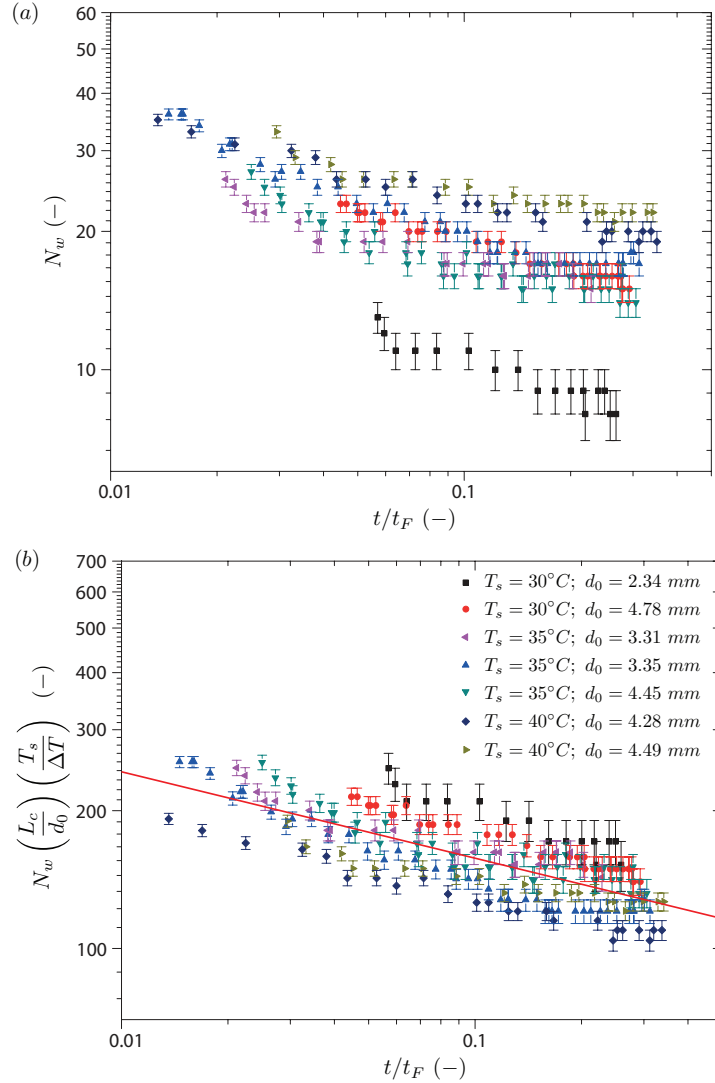 (a)
60
50
40
30
20
10
N_w (−)
0.01
0.1
t/t_F (−)
(b)
700
600
500
400
300
200
100
N_w (L_c/d_0) (T_s/ΔT) (−)
T_s = 30°C; d_0 = 2.34 mm
T_s = 30°C; d_0 = 4.78 mm
T_s = 35°C; d_0 = 3.31 mm
T_s = 35°C; d_0 = 3.35 mm
T_s = 35°C; d_0 = 4.45 mm
T_s = 40°C; d_0 = 4.28 mm
T_s = 40°C; d_0 = 4.49 mm
0.01
0.1
t/t_F (−)